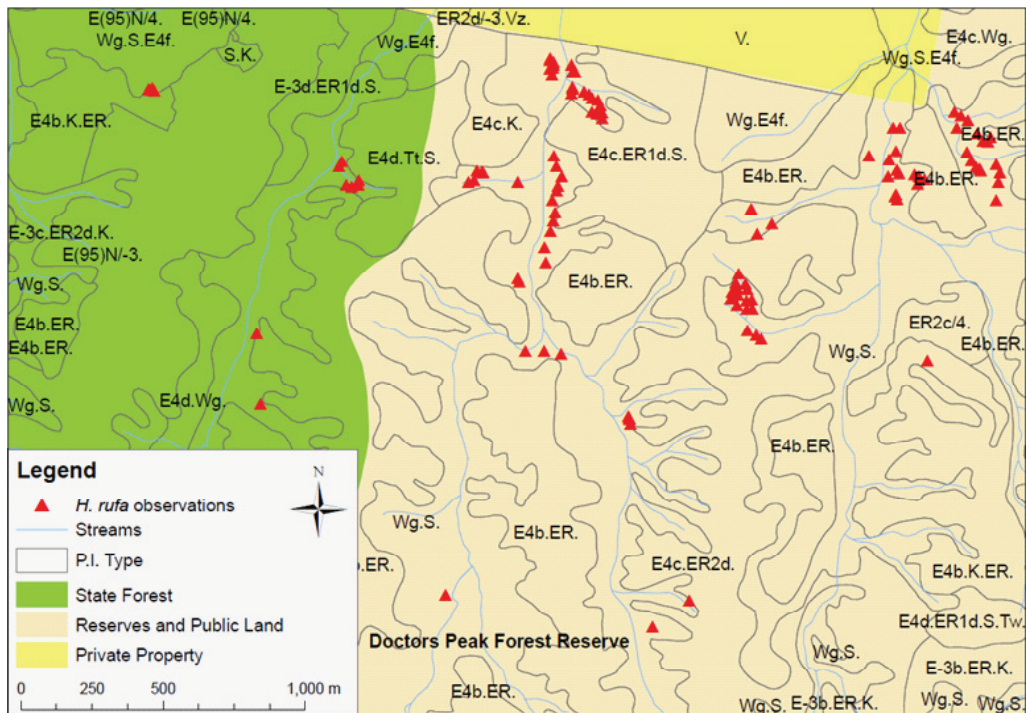 E(95)N/4. E(95)N/4. ER2d/-3.Vz.
Wg.S.E4f. Wg.E4f. V. E4c.Wg.
S.K. Wg.S.E4f.
E-3d.ER1d.S.
E4b.K.ER. E4c.K. Wg.E4f. E4b.ER.
E4d.Tt.S. E4c.ER1d.S.
E4b.ER. E4b.ER.
E-3c.ER2d.K.
E(95)N/-3.
Wg.S. E4b.ER.
E4b.ER. ER2c/4.
E4b.ER. Wg.S. E4b.ER.
Wg.S. E4d.Wg.
E4b.ER.
Legend
N
H. rufa observations
Streams
P.I. Type
State Forest
Reserves and Public Land
Private Property
0 250 500 1,000 m
Wg.S. E4b.ER.
b.ER. E4c.ER2d. E4b.K.ER.
E4d.ER1d.S.Tw.
Doctors Peak Forest Reserve
Wg.S. E-3b.ER.K.
E4b.ER.
Wg.S. E-3b.ER.K. Wg.S. Wg.S.